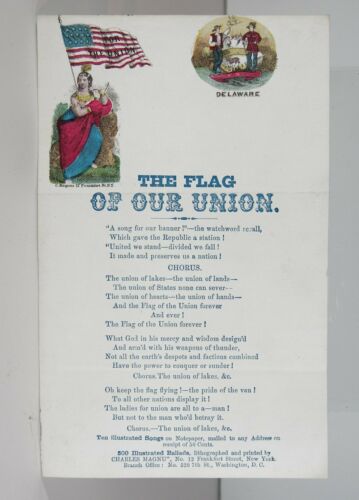 FOR
THE UNION
DELAWARE
C. Magnus 12 Frankfort St. N.Y.
THE FLAG
OF OUR UNION.
"A song for our banner?"—the watchword recall,
Which gave the Republic a station!
"United we stand—divided we fall!
It made and preserves us a nation!
CHORUS.
The union of lakes—the union of lands—
The union of States none can sever—
The union of hearts—the union of hands—
And the Flag of the Union forever
And ever!
The Flag of the Union forever!
What God in his mercy and wisdom design'd
And arm'd with his weapons of thunder,
Not all the earth's despots and factions combined
Have the power to conquer or sunder!
Chorus. The union of lakes, &c.
Oh keep the flag flying!—the pride of the van!
To all other nations display it!
The ladies for union are all to a—man!
But not to the man who'd betray it.
Chorus.—The union of lakes, &c.
Ten Illustrated Songs on Notepaper, mailed to any Address on
receipt of 50 Cents.
500 Illustrated Ballads, lithographed and printed by
CHARLES MAGNUS, No. 12 Frankfort Street, New York.
Branch Office: No. 520 7th St., Washington, D. C.